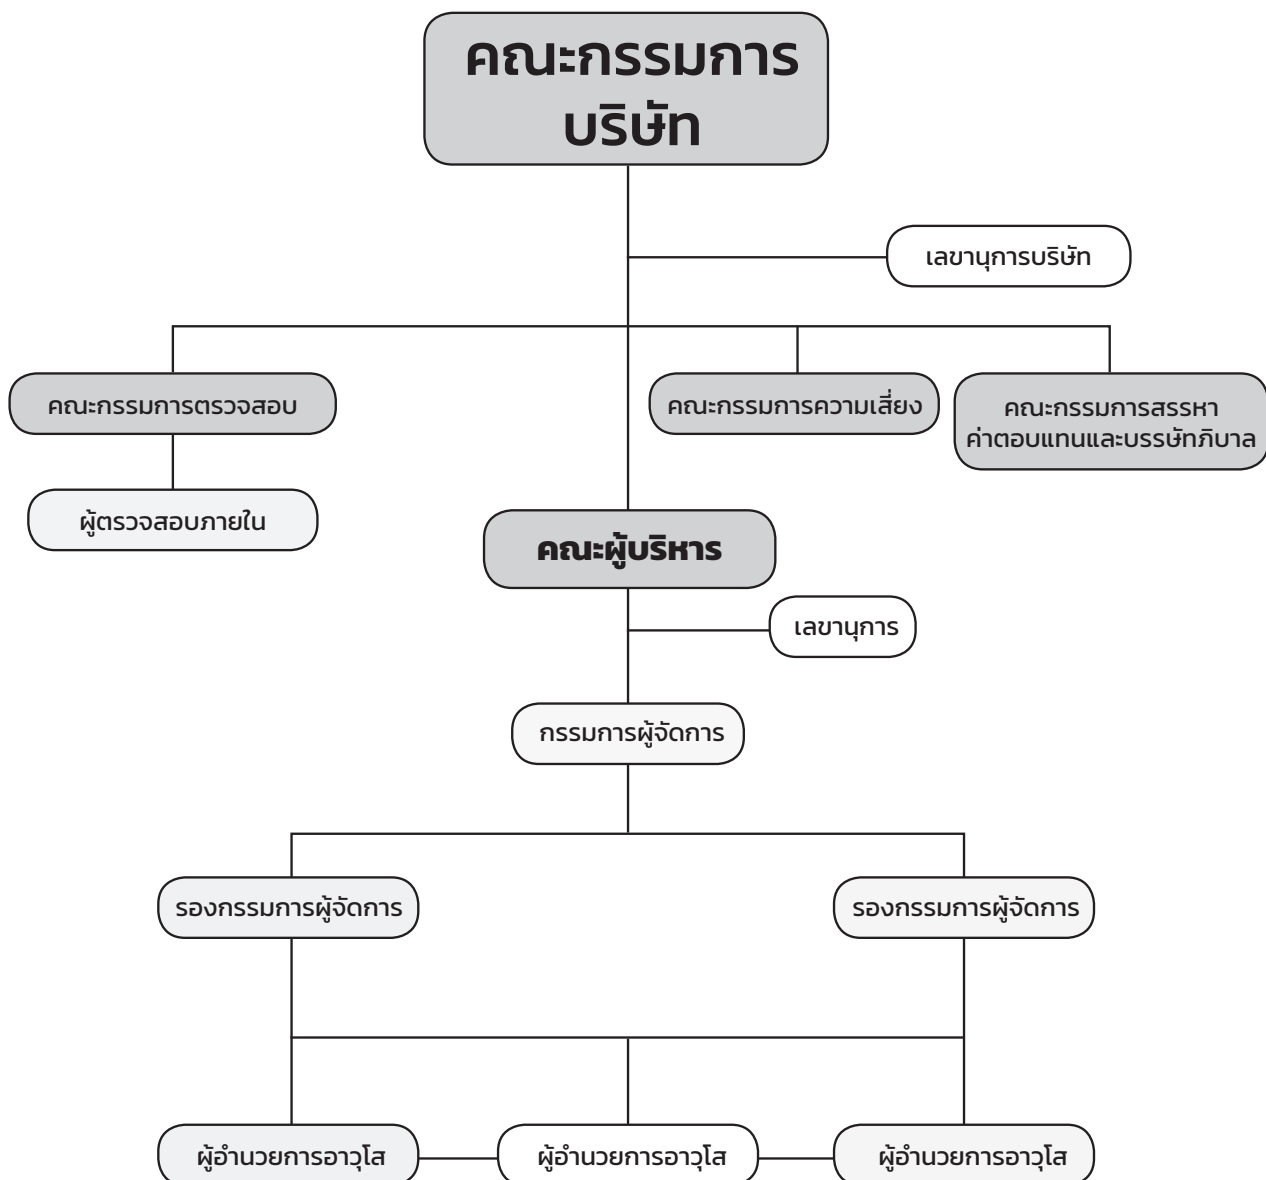 คณะกรรมการ
บริษัท
เลขานุการบริษัท
คณะกรรมการตรวจสอบ
คณะกรรมการความเสี่ยง
คณะกรรมการสรรหา
ค่าตอบแทนและบรรษัทภิบาล
ผู้ตรวจสอบภายใน
คณะผู้บริหาร
เลขานุการ
กรรมการผู้จัดการ
รองกรรมการผู้จัดการ
รองกรรมการผู้จัดการ
ผู้อำนวยการอาวุโส
ผู้อำนวยการอาวุโส
ผู้อำนวยการอาวุโส